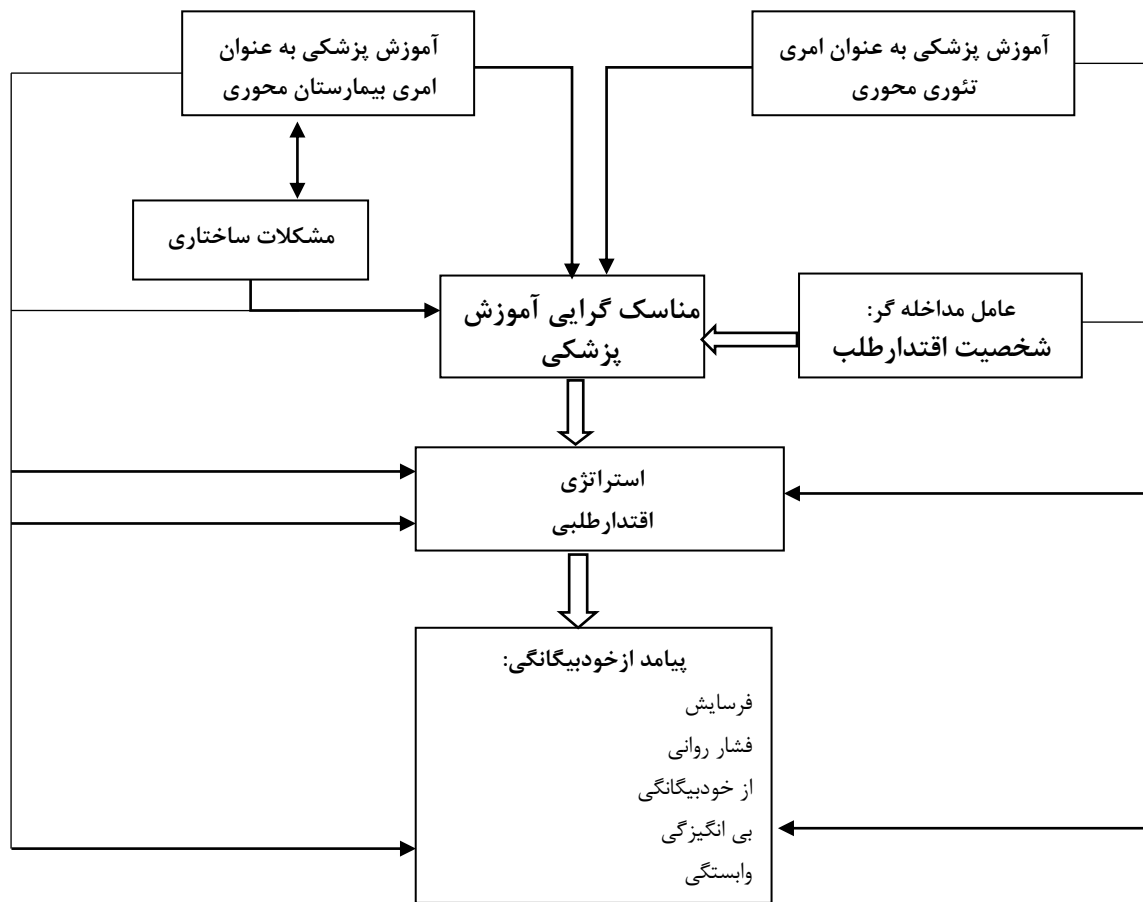 آموزش پزشکی به عنوان امری
تئوری محوری
آموزش پزشکی به عنوان
امری بیمارستان محوری
مشکلات ساختاری
عامل مداخله گر:
شخصیت اقتدارطلب
مناسک گرایی آموزش
پزشکی
استراتژی
اقتدارطلبی
پیامد ازخودبیگانگی:
فرسایش
فشار روانی
از خودبیگانگی
بی انگیزگی
وابستگی